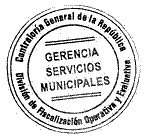 Contraloría General de la República
GERENCIA
SERVICIOS
MUNICIPALES
División de Fiscalización Operativa y Evaluativa